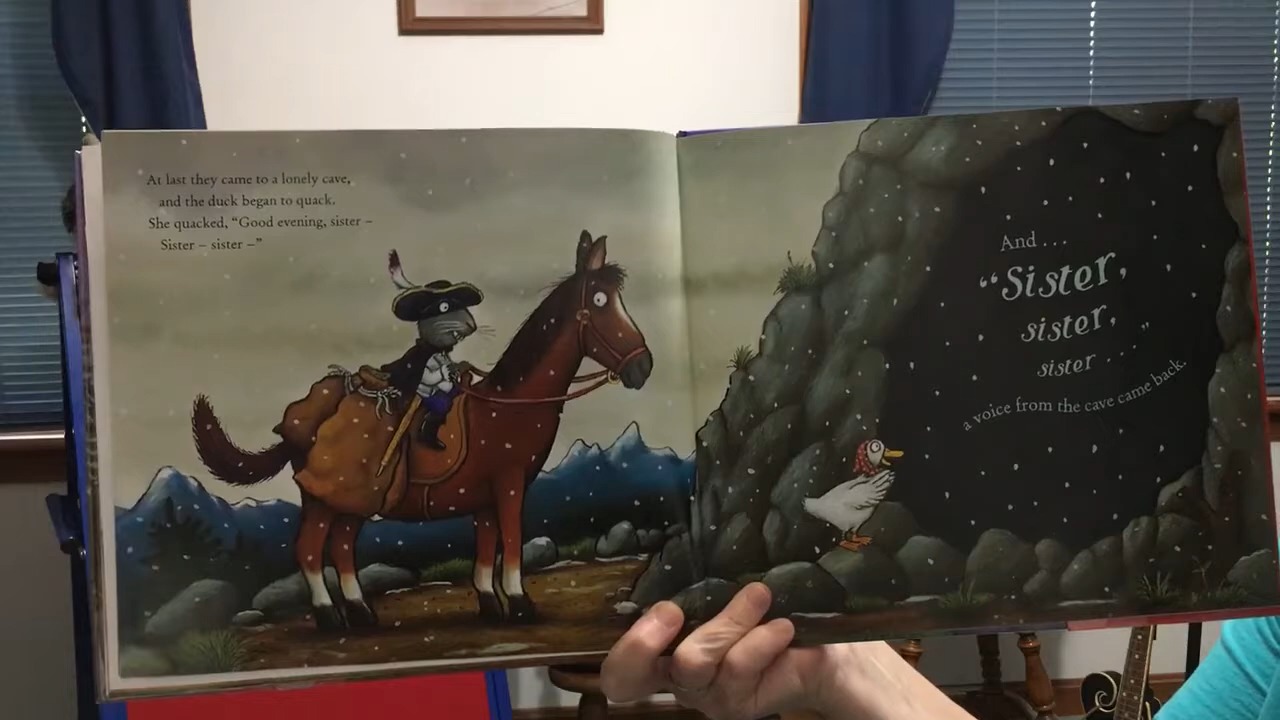 At last they came to a lonely cave,
and the duck began to quack.
She quacked, “Good evening, sister –
Sister – sister –”
And . . .
“Sister,
sister,
sister . . . ”
a voice from the cave came back.